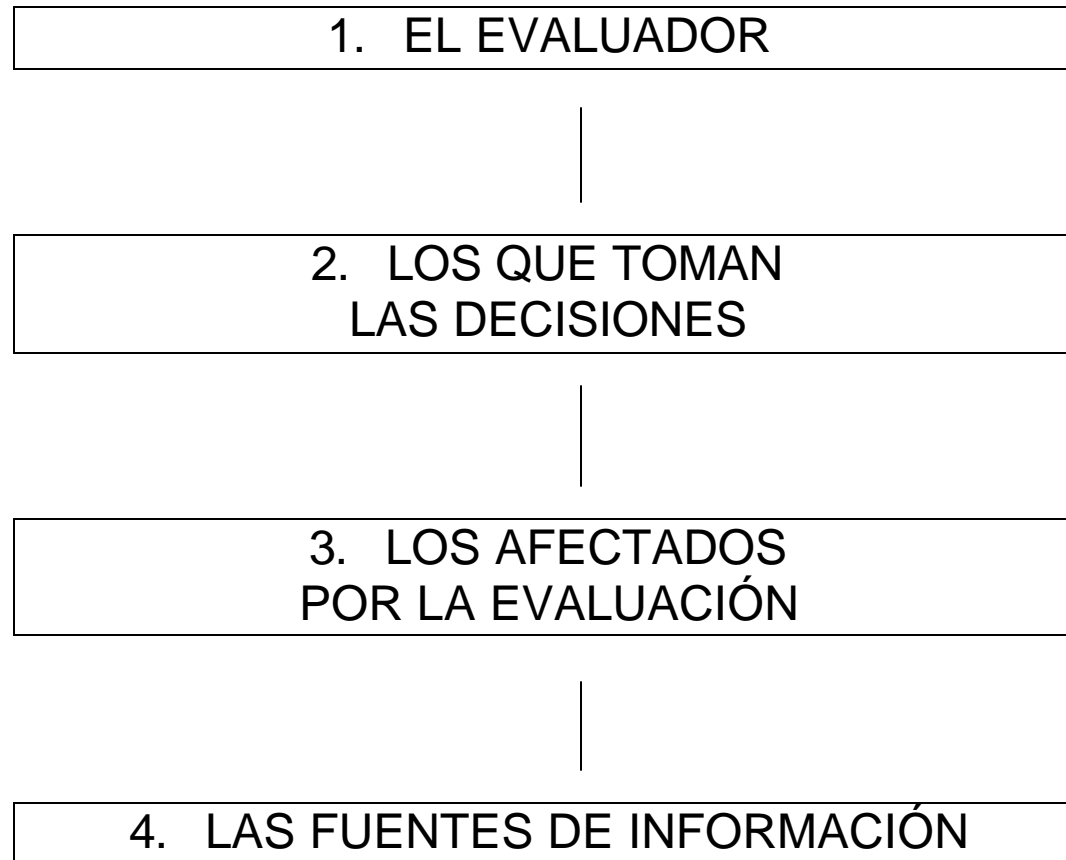 1. EL EVALUADOR
2. LOS QUE TOMAN
LAS DECISIONES
3. LOS AFECTADOS
POR LA EVALUACIÓN
4. LAS FUENTES DE INFORMACIÓN